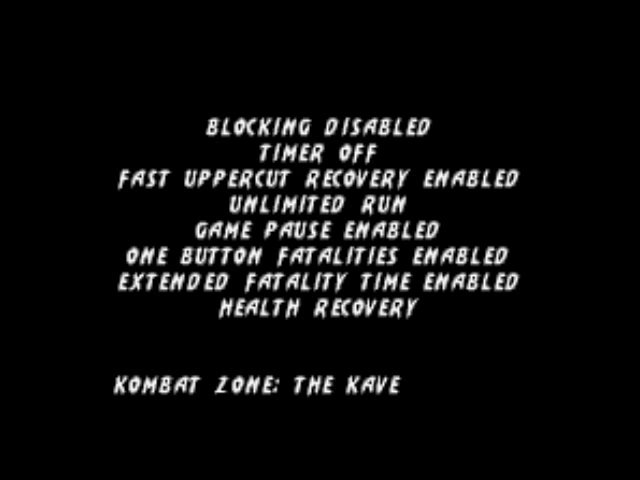 BLOCKING DISABLED
TIMER OFF
FAST UPPERCUT RECOVERY ENABLED
UNLIMITED RUN
GAME PAUSE ENABLED
ONE BUTTON FATALITIES ENABLED
EXTENDED FATALITY TIME ENABLED
HEALTH RECOVERY
KOMBAT ZONE: THE KAVE